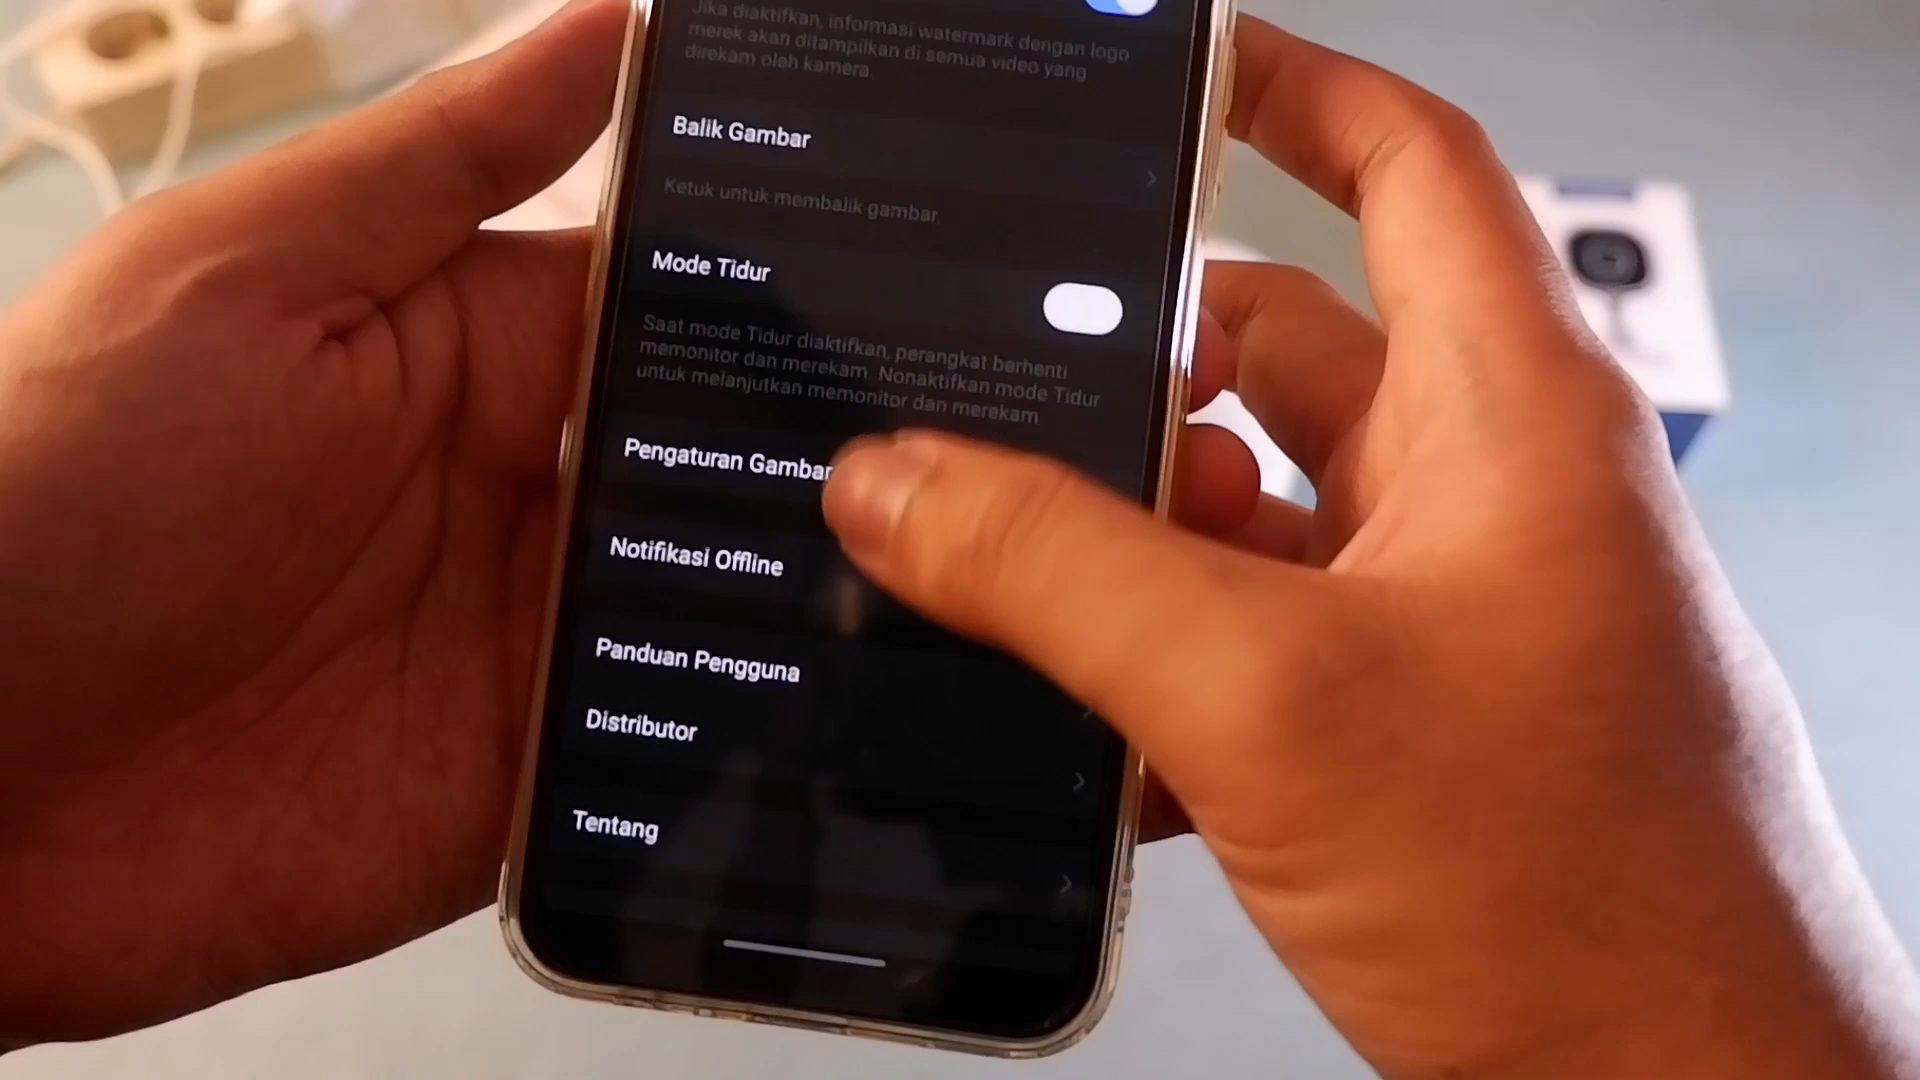 Jika diaktifkan, informasi watermark dengan logo
merek akan ditampilkan di semua video yang
direkam oleh kamera
Balik Gambar
Ketuk untuk membalik gambar.
Mode Tidur
Saat mode Tidur diaktifkan, perangkat berhenti
memonitor dan merekam. Nonaktifkan mode Tidur
untuk melanjutkan memonitor dan merekam
Pengaturan Gambar
Notifikasi Offline
Panduan Pengguna
Distributor
Tentang